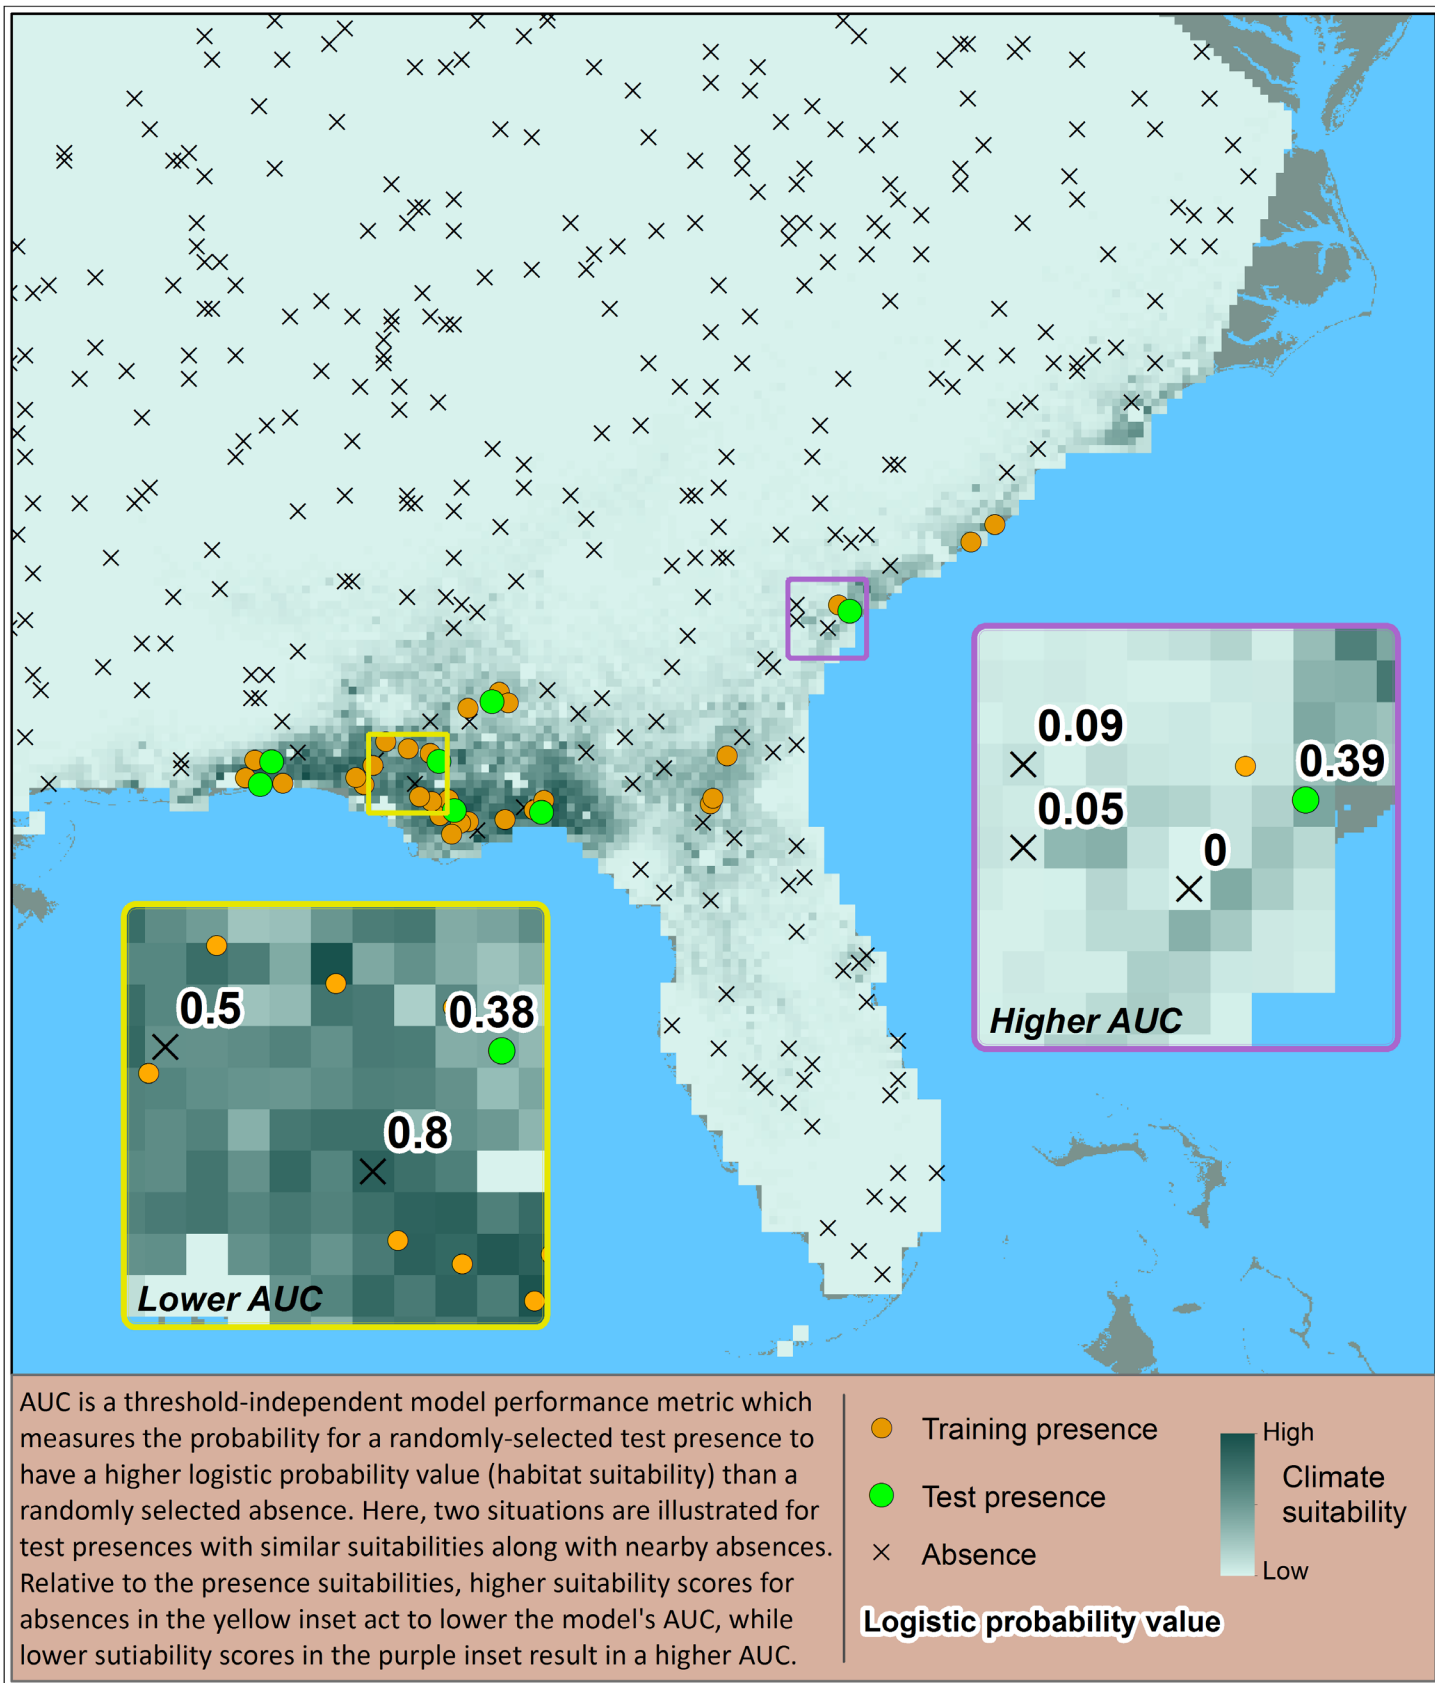 0.09
0.39
0.05
0
Higher AUC
0.5
0.38
0.8
Lower AUC
AUC is a threshold-independent model performance metric which
measures the probability for a randomly-selected test presence to
have a higher logistic probability value (habitat suitability) than a
randomly selected absence. Here, two situations are illustrated for
test presences with similar suitabilities along with nearby absences.
Relative to the presence suitabilities, higher suitability scores for
absences in the yellow inset act to lower the model's AUC, while
lower sutiability scores in the purple inset result in a higher AUC.
Training presence
Test presence
Absence
Logistic probability value
High
Climate
suitability
Low